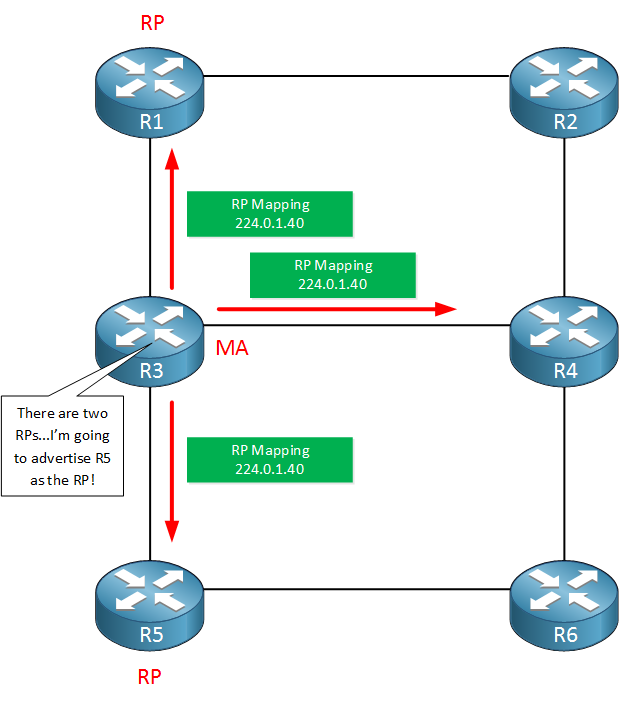 RP
R1
R2
RP Mapping
224.0.1.40
RP Mapping
224.0.1.40
R3
MA
R4
There are two
RPs...I'm going
to advertise R5
as the RP!
RP Mapping
224.0.1.40
R5
R6
RP